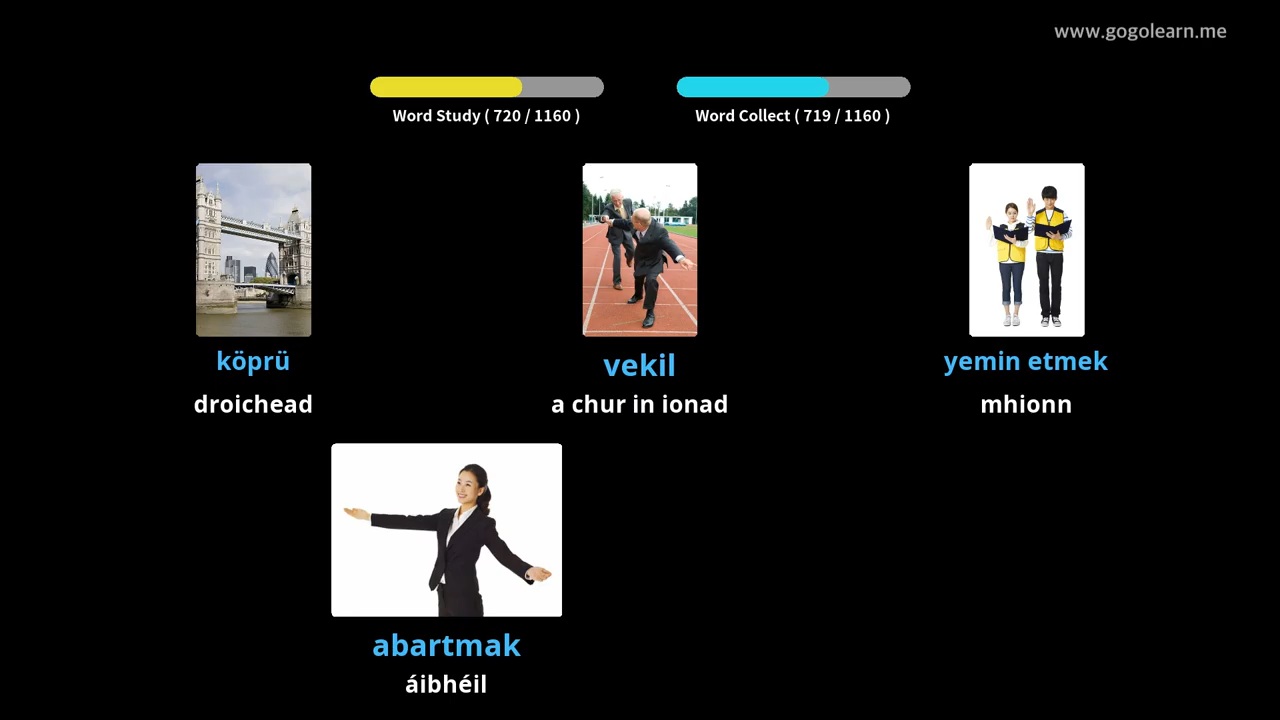 www.gogolearn.me
Word Study ( 720 / 1160 )
Word Collect ( 719 / 1160 )
köprü
vekil
yemin etmek
droichead
a chur in ionad
mhionn
abartmak
áibhéil